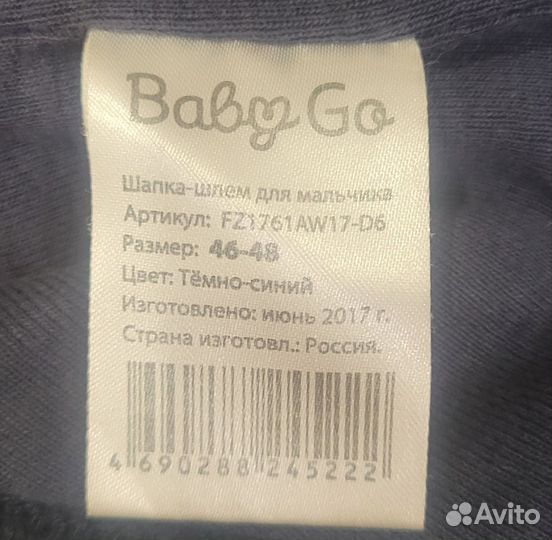 Baby Go
Шапка-шлем для мальчика
Артикул: FZ1761AW17-D6
Размер: 46-48
Цвет: Тёмно-синий
Изготовлено: июнь 2017 г.
Страна изготовл.: Россия.
4 690288 245222
Avito